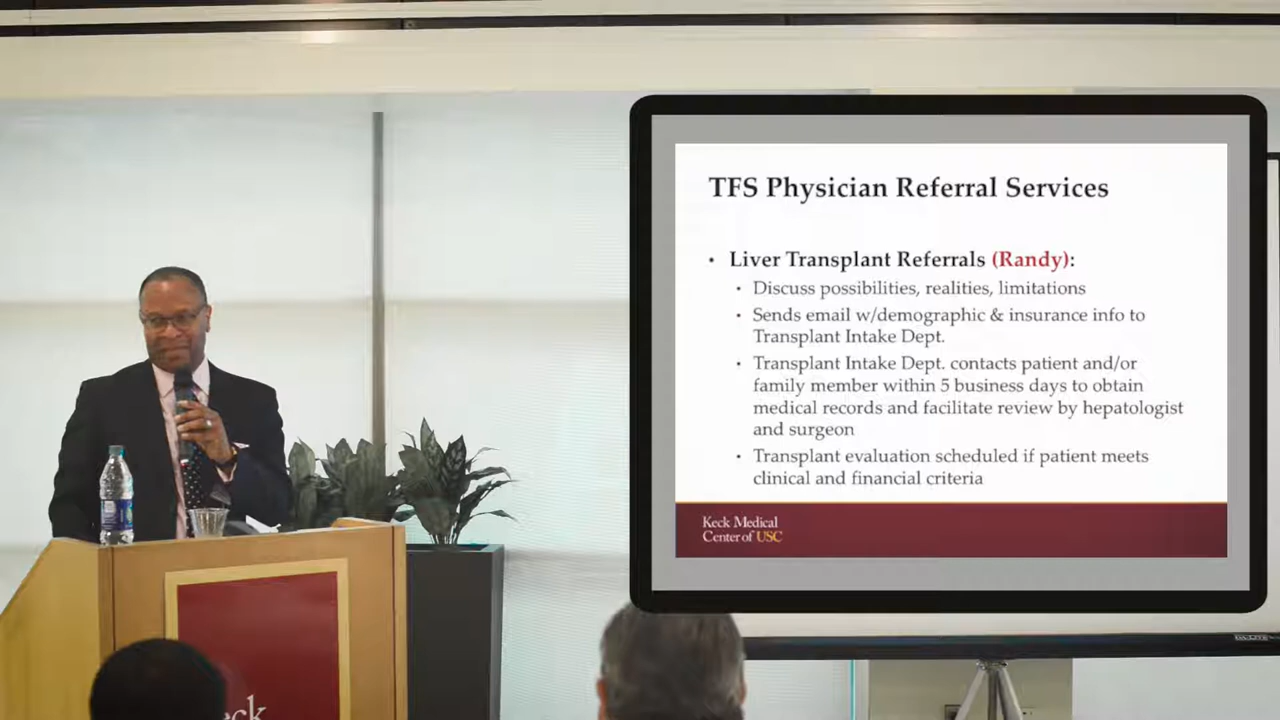 TFS Physician Referral Services
• Liver Transplant Referrals (Randy):
• Discuss possibilities, realities, limitations
• Sends email w/demographic & insurance info to
Transplant Intake Dept.
• Transplant Intake Dept. contacts patient and/or
family member within 5 business days to obtain
medical records and facilitate review by hepatologist
and surgeon
• Transplant evaluation scheduled if patient meets
clinical and financial criteria
Keck Medical
Center of USC
DA-LITE
eck